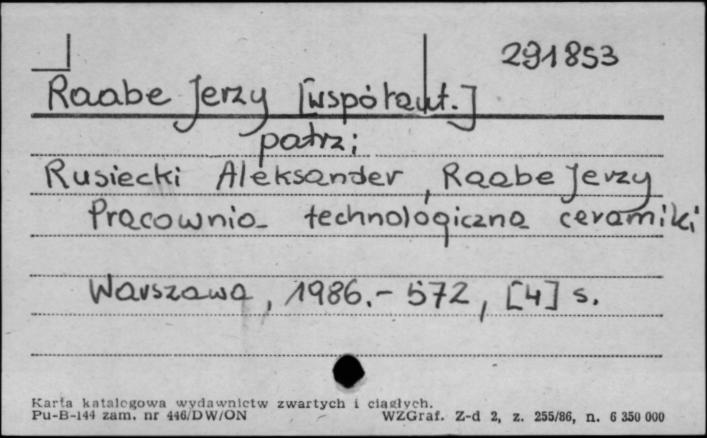 291853
Raabe Jerzy [współaut.]
patrz:
Rusiecki Aleksander, Raabe Jerzy
Pracownia technologiczna ceramiki
Warszawa, 1986.- 572, [4] s.
Karta katalogowa wydawnictw zwartych i ciągłych.
Pu-B-144 zam. nr 446/DW/ON WZGraf. Z-d 2, z. 255/86, n. 6 350 000